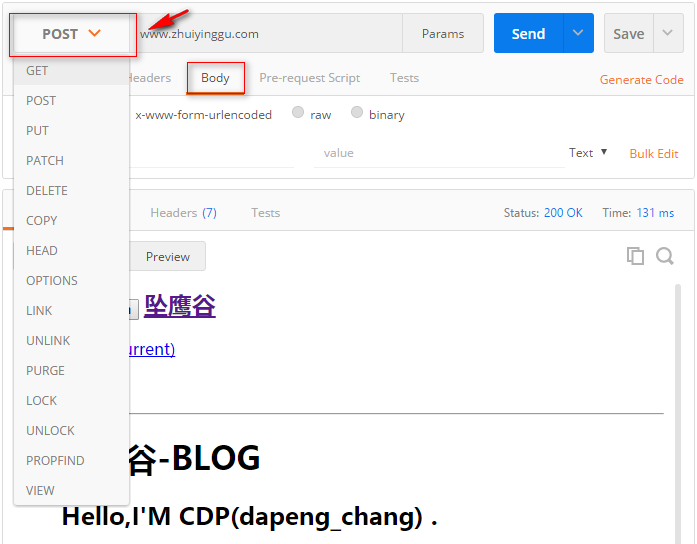 POST www.zhuiyinggu.com Params Send Save
GET Headers Body Pre-request Script Tests Generate Code
POST x-www-form-urlencoded raw binary
PUT
value Text Bulk Edit
PATCH
DELETE
COPY Headers (7) Tests Status: 200 OK Time: 131 ms
HEAD Preview
OPTIONS
LINK 坠鹰谷
UNLINK urrent)
PURGE
LOCK
UNLOCK
PROPFIND 谷-BLOG
VIEW
Hello,I'M CDP(dapeng_chang) .